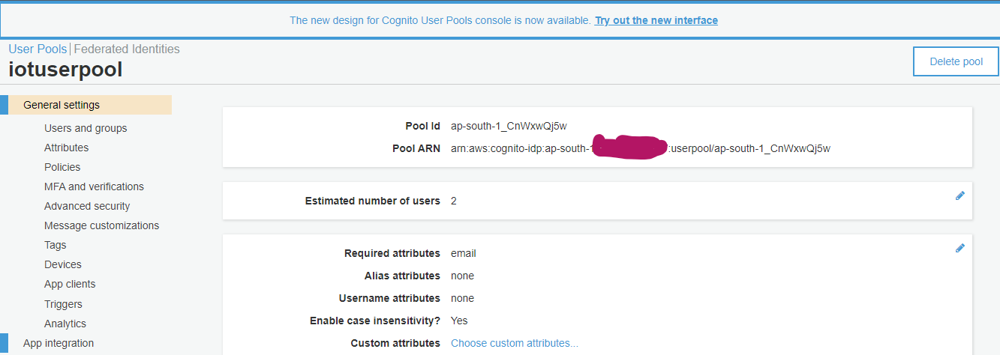 The new design for Cognito User Pools console is now available. Try out the new interface
User Pools | Federated Identities
iotuserpool
Delete pool
General settings
Users and groups
Attributes
Policies
MFA and verifications
Advanced security
Message customizations
Tags
Devices
App clients
Triggers
Analytics
App integration
Pool Id ap-south-1_CnWxwQj5w
Pool ARN arn:aws:cognito-idp:ap-south-1 :userpool/ap-south-1_CnWxwQj5w
Estimated number of users 2
Required attributes email
Alias attributes none
Username attributes none
Enable case insensitivity? Yes
Custom attributes Choose custom attributes...